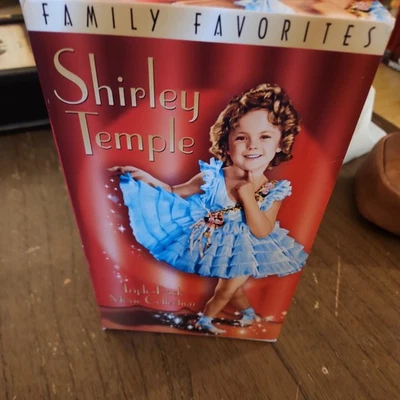 FAMILY FAVORITES
Shirley
Temple
Triple Pack
Movie Collection